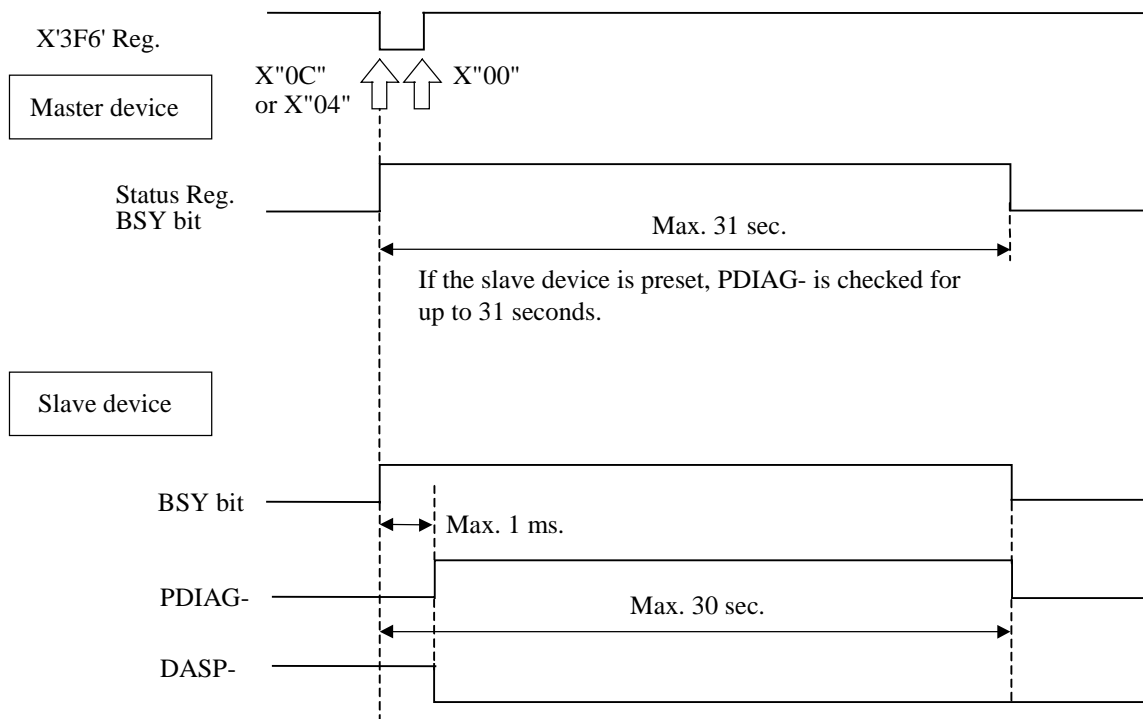 X'3F6' Reg.
X"0C"
or X"04"
X"00"
Master device
Status Reg.
BSY bit
Max. 31 sec.
If the slave device is preset, PDIAG- is checked for
up to 31 seconds.
Slave device
BSY bit
Max. 1 ms.
PDIAG-
Max. 30 sec.
DASP-